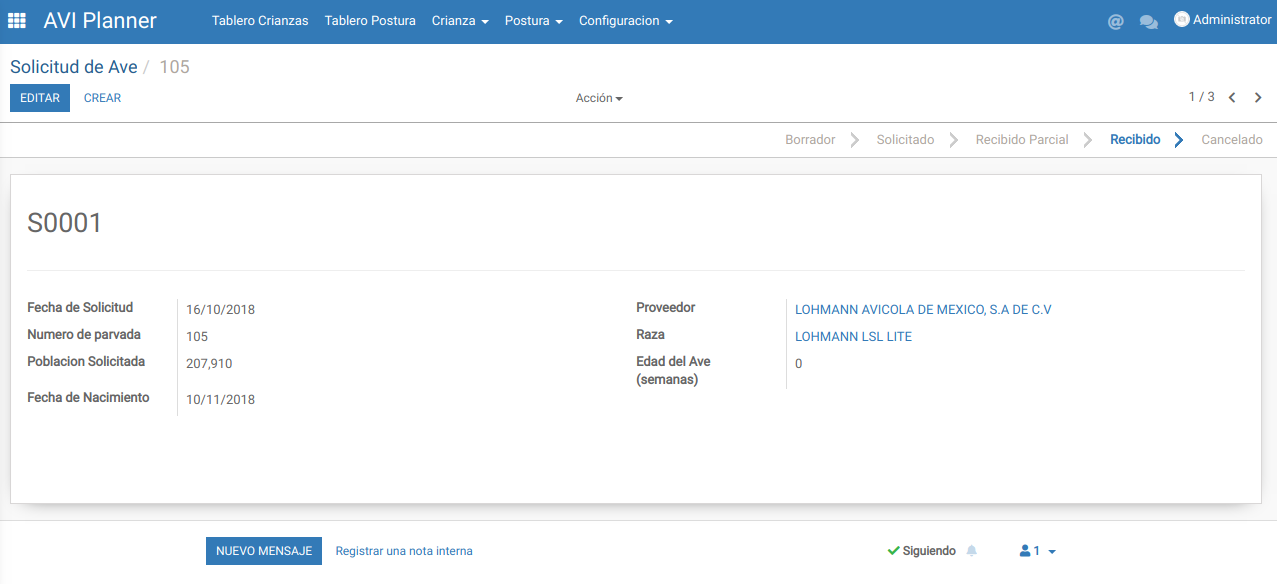 AVI Planner Tablero Crianzas Tablero Postura Crianza Postura Configuracion @ Administrator
Solicitud de Ave / 105
EDITAR CREAR Acción 1 / 3
Borrador Solicitado Recibido Parcial Recibido Cancelado
S0001
Fecha de Solicitud 16/10/2018
Numero de parvada 105
Poblacion Solicitada 207,910
Fecha de Nacimiento 10/11/2018
Proveedor LOHMANN AVICOLA DE MEXICO, S.A DE C.V
Raza LOHMANN LSL LITE
Edad del Ave 0
(semanas)
NUEVO MENSAJE Registrar una nota interna Siguiendo 1